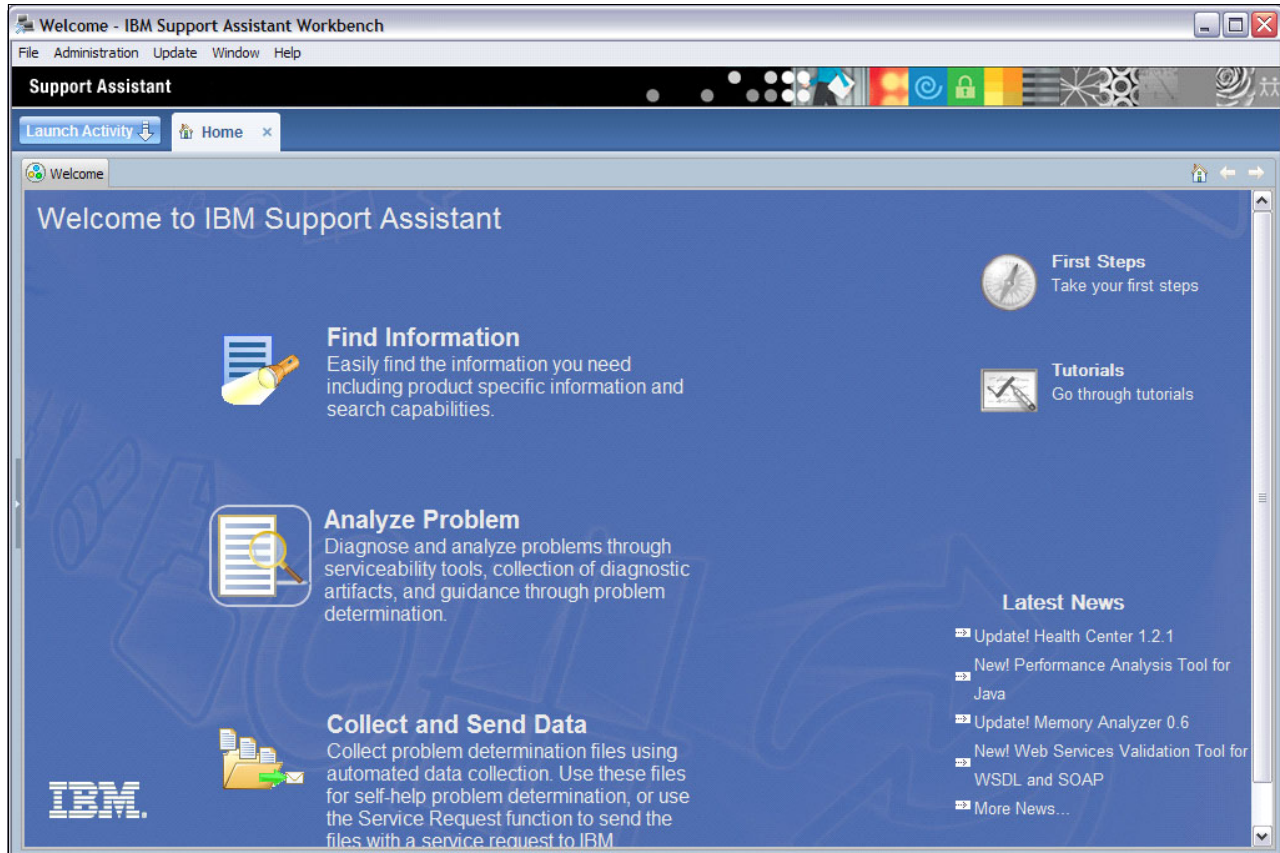 Welcome - IBM Support Assistant Workbench
File Administration Update Window Help
Support Assistant
Launch Activity Home
Welcome
Welcome to IBM Support Assistant
First Steps
Take your first steps
Find Information
Easily find the information you need
including product specific information and
search capabilities.
Tutorials
Go through tutorials
Analyze Problem
Diagnose and analyze problems through
serviceability tools, collection of diagnostic
artifacts, and guidance through problem
determination.
Latest News
Update! Health Center 1.2.1
New! Performance Analysis Tool for
Java
Update! Memory Analyzer 0.6
New! Web Services Validation Tool for
WSDL and SOAP
More News...
Collect and Send Data
Collect problem determination files using
automated data collection. Use these files
for self-help problem determination, or use
the Service Request function to send the
files with a service request to IBM
IBM.